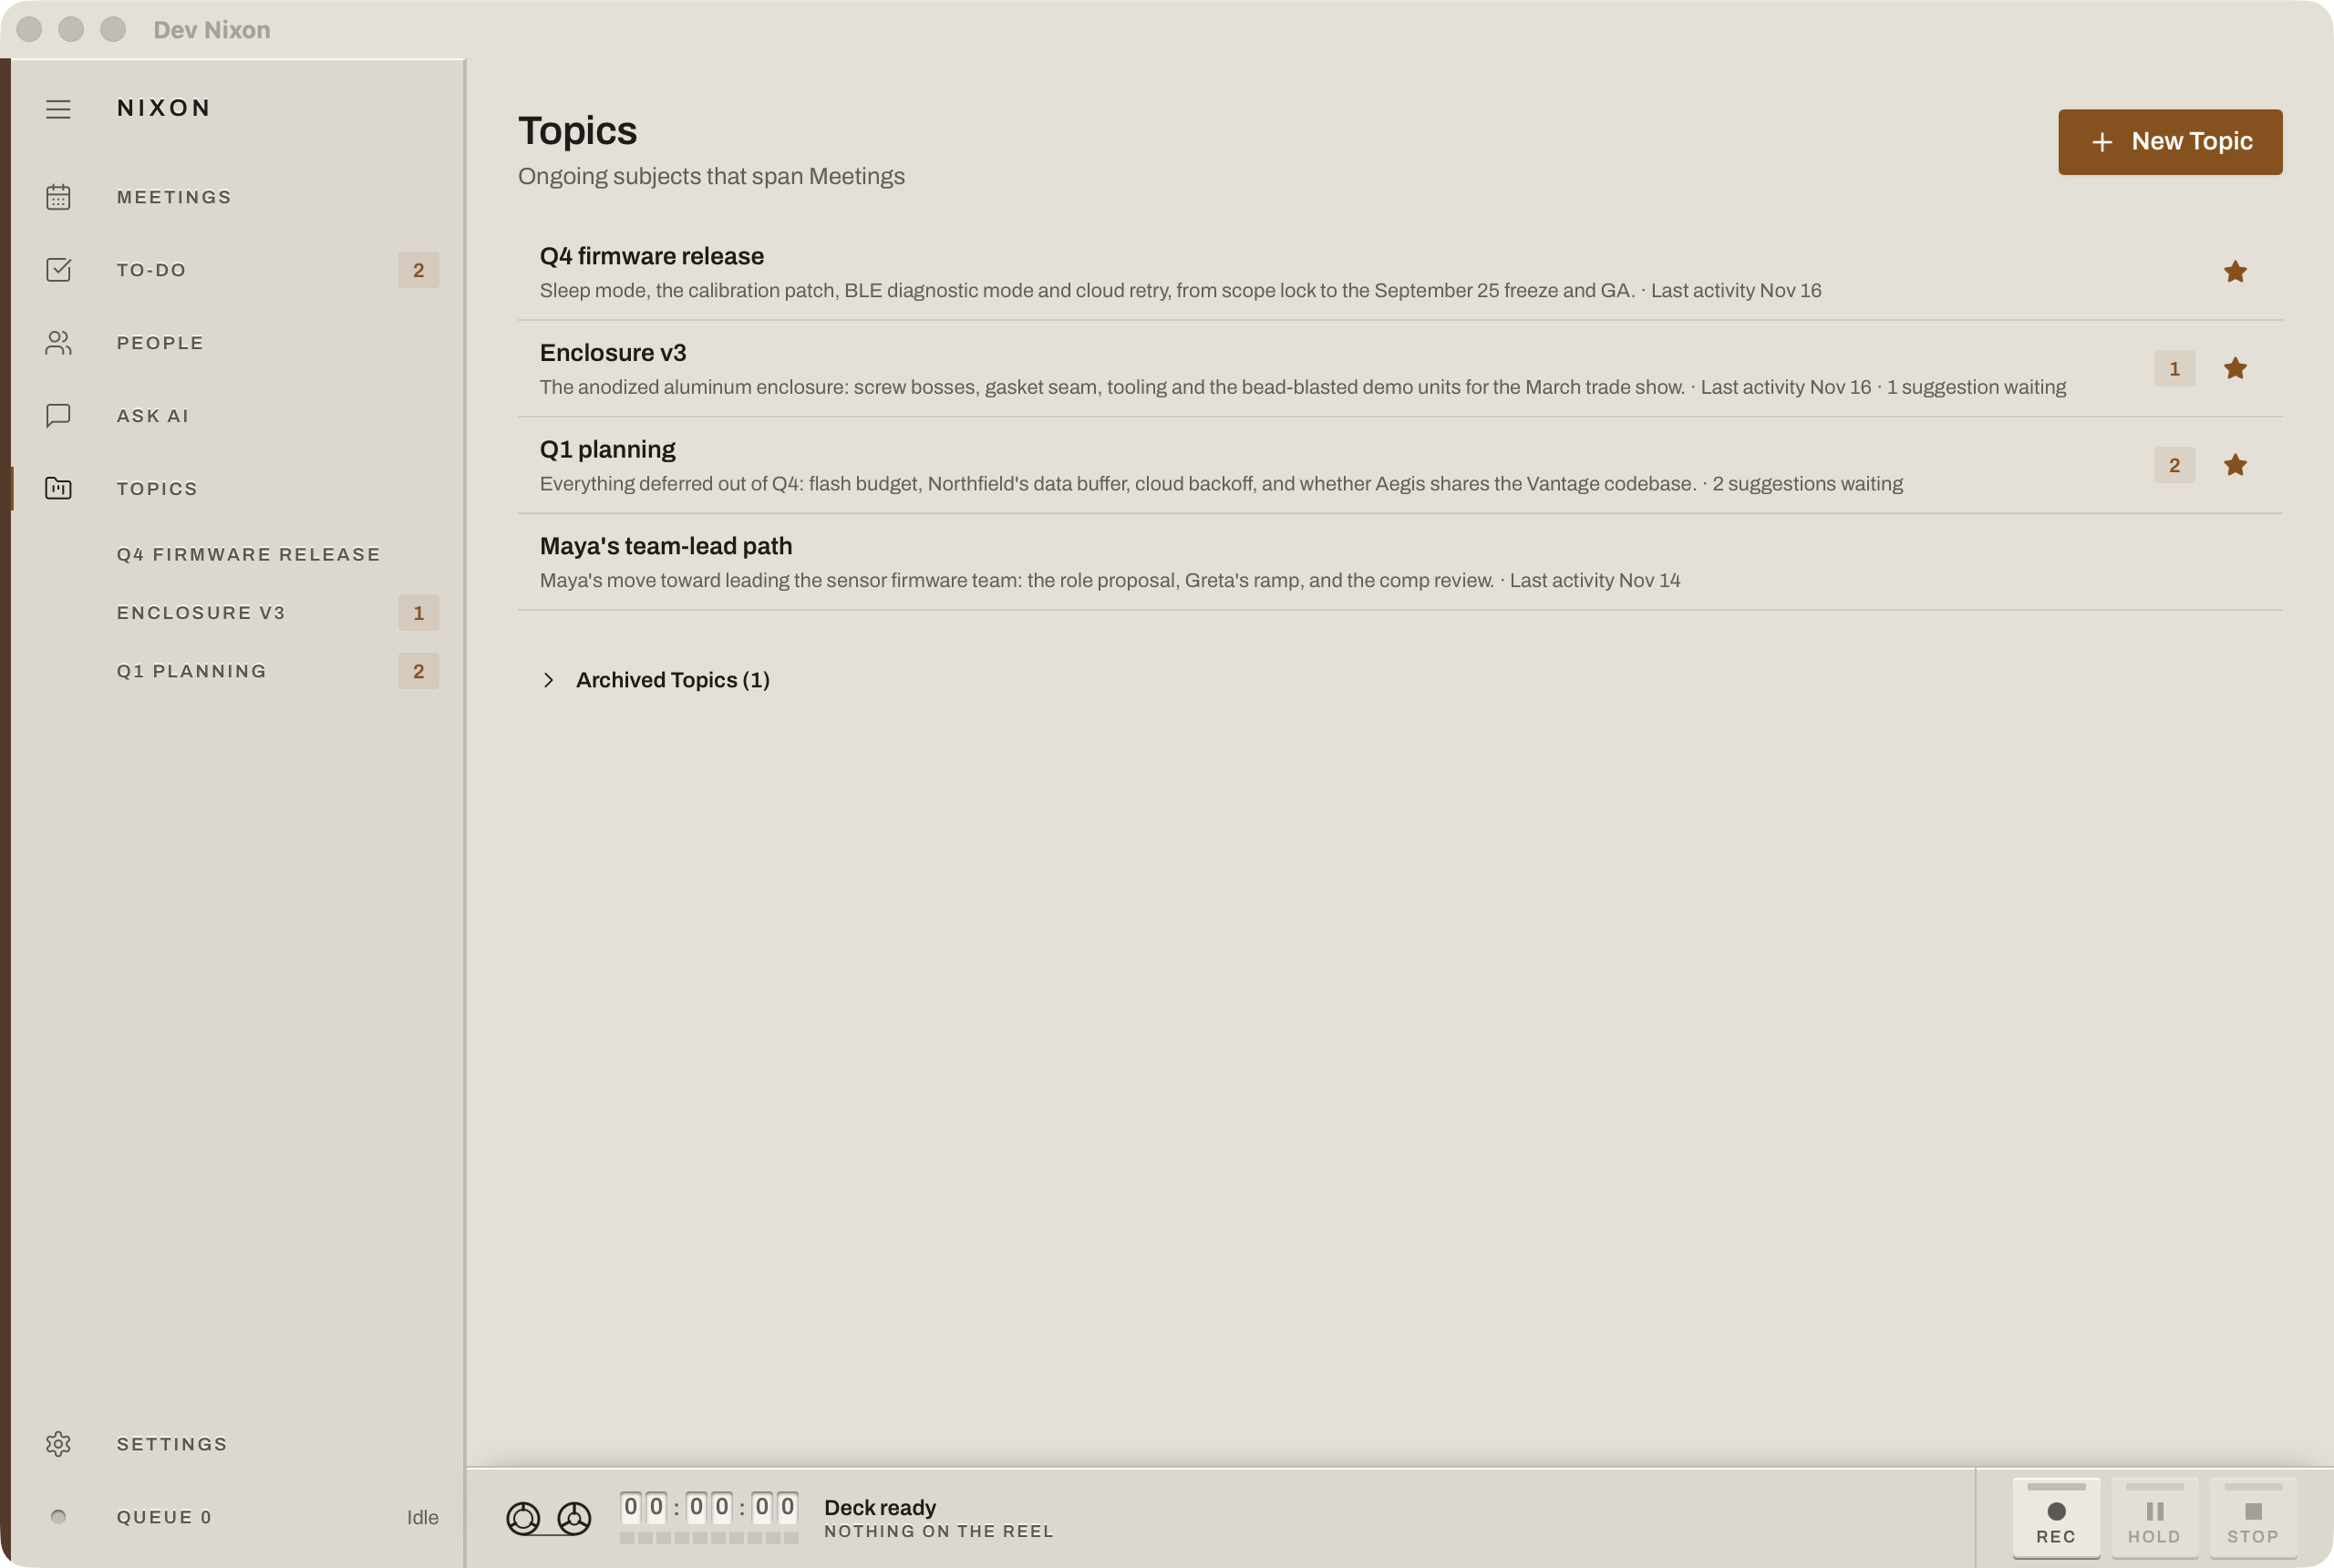 Dev Nixon
NIXON
MEETINGS
TO-DO 2
PEOPLE
ASK AI
TOPICS
Q4 FIRMWARE RELEASE
ENCLOSURE V3 1
Q1 PLANNING 2
SETTINGS
QUEUE 0 Idle
Topics
Ongoing subjects that span Meetings
New Topic
Q4 firmware release
Sleep mode, the calibration patch, BLE diagnostic mode and cloud retry, from scope lock to the September 25 freeze and GA. · Last activity Nov 16
Enclosure v3
The anodized aluminum enclosure: screw bosses, gasket seam, tooling and the bead-blasted demo units for the March trade show. · Last activity Nov 16 · 1 suggestion waiting
1
Q1 planning
Everything deferred out of Q4: flash budget, Northfield's data buffer, cloud backoff, and whether Aegis shares the Vantage codebase. · 2 suggestions waiting
2
Maya's team-lead path
Maya's move toward leading the sensor firmware team: the role proposal, Greta's ramp, and the comp review. · Last activity Nov 14
Archived Topics (1)
00:00:00
Deck ready
NOTHING ON THE REEL
REC HOLD STOP